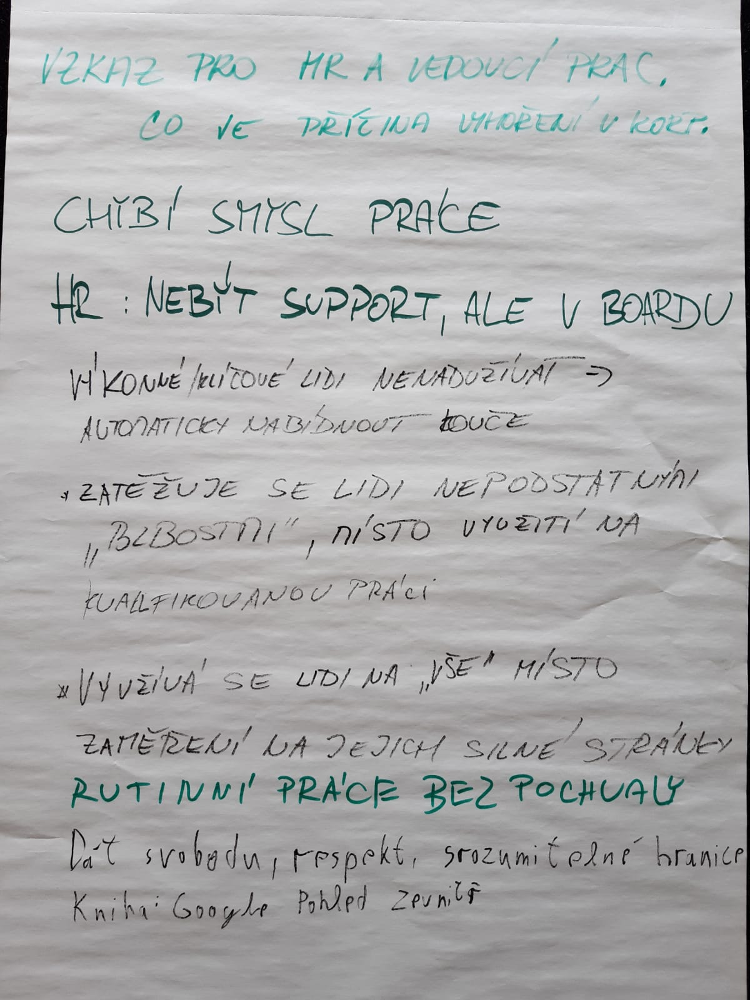 VZKAZ PRO HR A VEDOUCÍ PRAC.
CO JE PŘÍČINA VYHOŘENÍ V KORP.
CHYBÍ SMYSL PRÁCE
HR : NEBÝT SUPPORT, ALE V BOARDU
VÝKONNÉ/KLÍČOVÉ LIDI NENADUŽÍVAT =>
AUTOMATICKY NABÍDNOUT KOUČE
* ZATĚŽUJE SE LIDI NEPODSTATNÝMI
„BLBOSTMI", MÍSTO VYUŽITÍ NA
KVALIFIKOVANOU PRÁCI
* VYUŽÍVÁ SE LIDI NA „VŠE" MÍSTO
ZAMĚŘENÍ NA JEJICH SILNÉ STRÁNKY
RUTINNÍ PRÁCE BEZ POCHVALY
Dát svobodu, respekt, srozumitelné hranice
Kniha: Google Pohled zevnitř